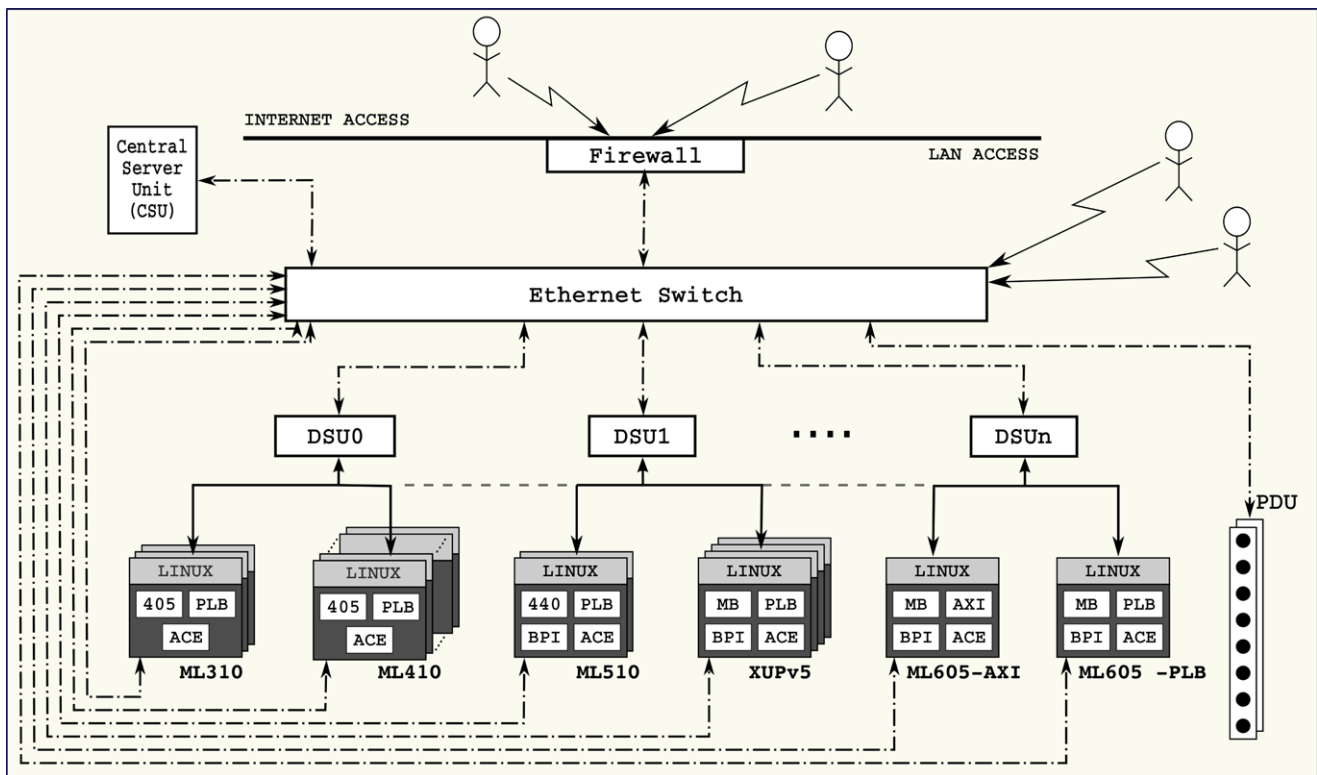 INTERNET ACCESS
Central
Server
Unit
(CSU)
Firewall
LAN ACCESS
Ethernet Switch
DSU0
DSU1
....
DSUn
PDU
LINUX
405 PLB
ACE
ML310
LINUX
405 PLB
ACE
ML410
LINUX
440 PLB
BPI ACE
ML510
LINUX
MB PLB
BPI ACE
XUPv5
LINUX
MB AXI
BPI ACE
ML605-AXI
LINUX
MB PLB
BPI ACE
ML605 -PLB